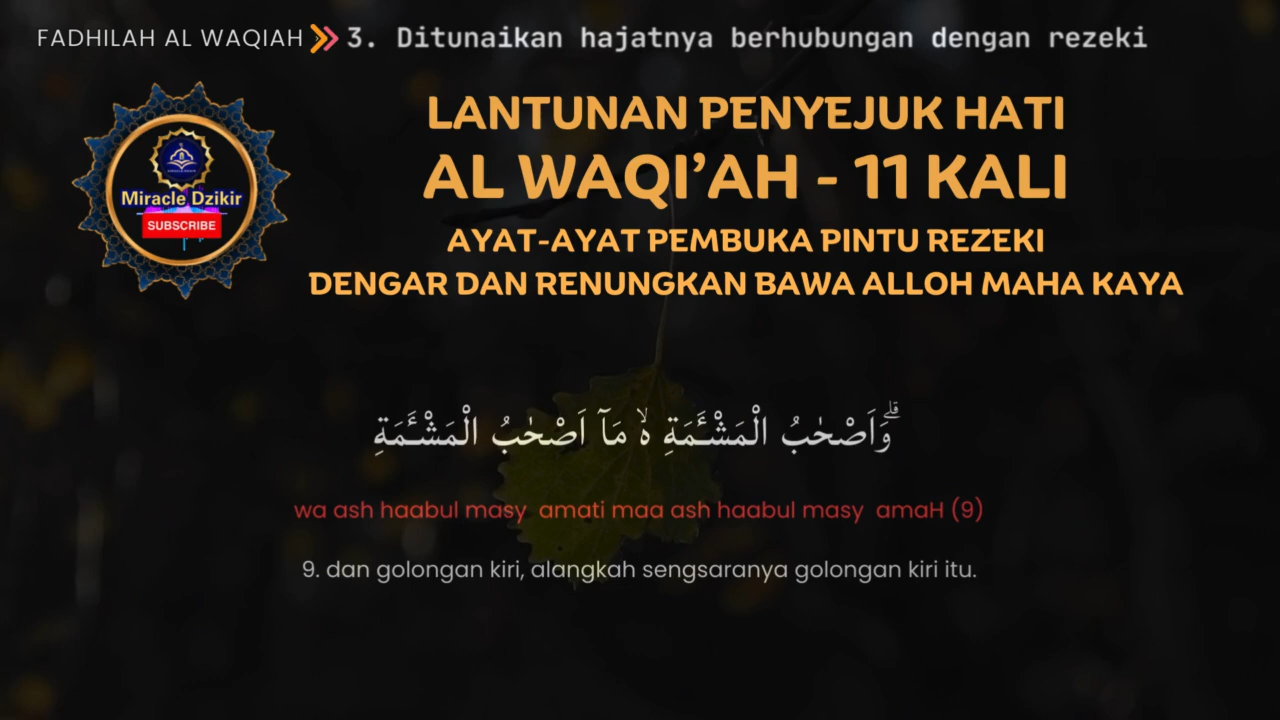 FADHILAH AL WAQIAH 3. Ditunaikan hajatnya berhubungan dengan rezeki
LANTUNAN PENYEJUK HATI
AL WAQI’AH - 11 KALI
AYAT-AYAT PEMBUKA PINTU REZEKI
DENGAR DAN RENUNGKAN BAWA ALLOH MAHA KAYA
Miracle Dzikir
SUBSCRIBE
وَاَصْحٰبُ الْمَشْـَٔمَةِ ەۙ مَآ اَصْحٰبُ الْمَشْـَٔمَةِۗ
wa ash haabul masy amati maa ash haabul masy amaH (9)
9. dan golongan kiri, alangkah sengsaranya golongan kiri itu.